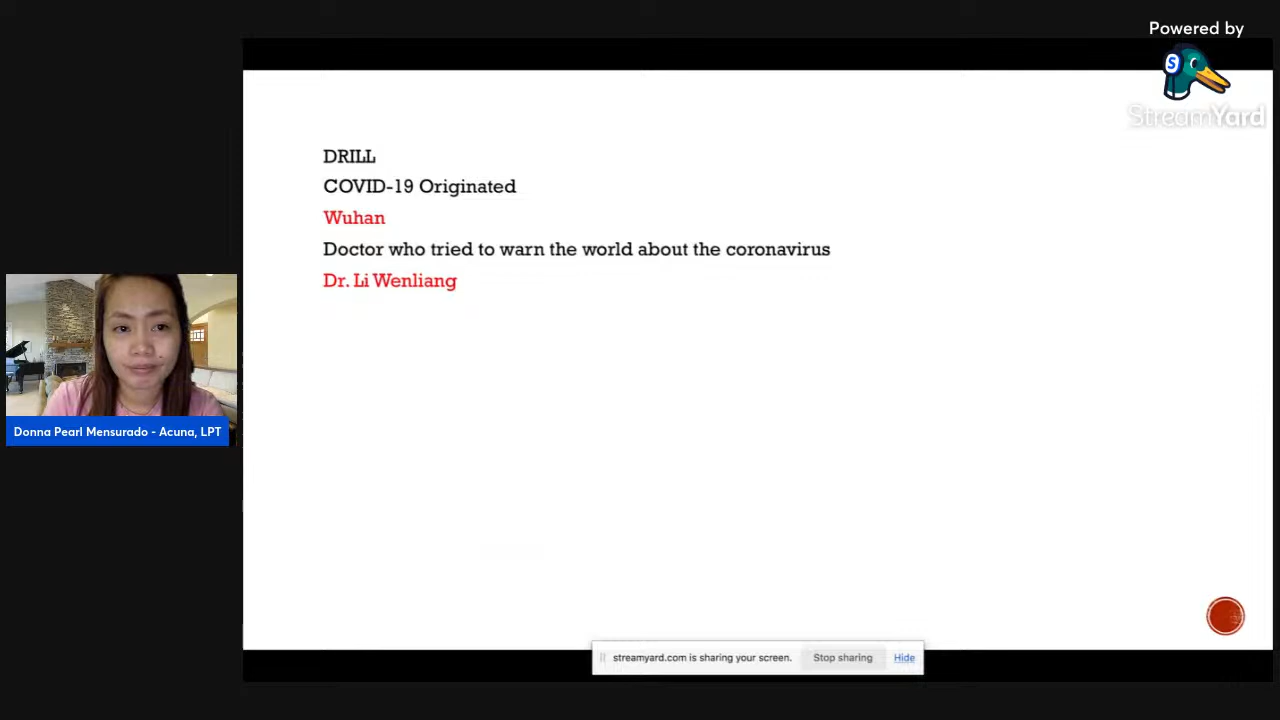 Powered by
StreamYard
DRILL
COVID-19 Originated
Wuhan
Doctor who tried to warn the world about the coronavirus
Dr. Li Wenliang
Donna Pearl Mensurado - Acuna, LPT
streamyard.com is sharing your screen. Stop sharing Hide